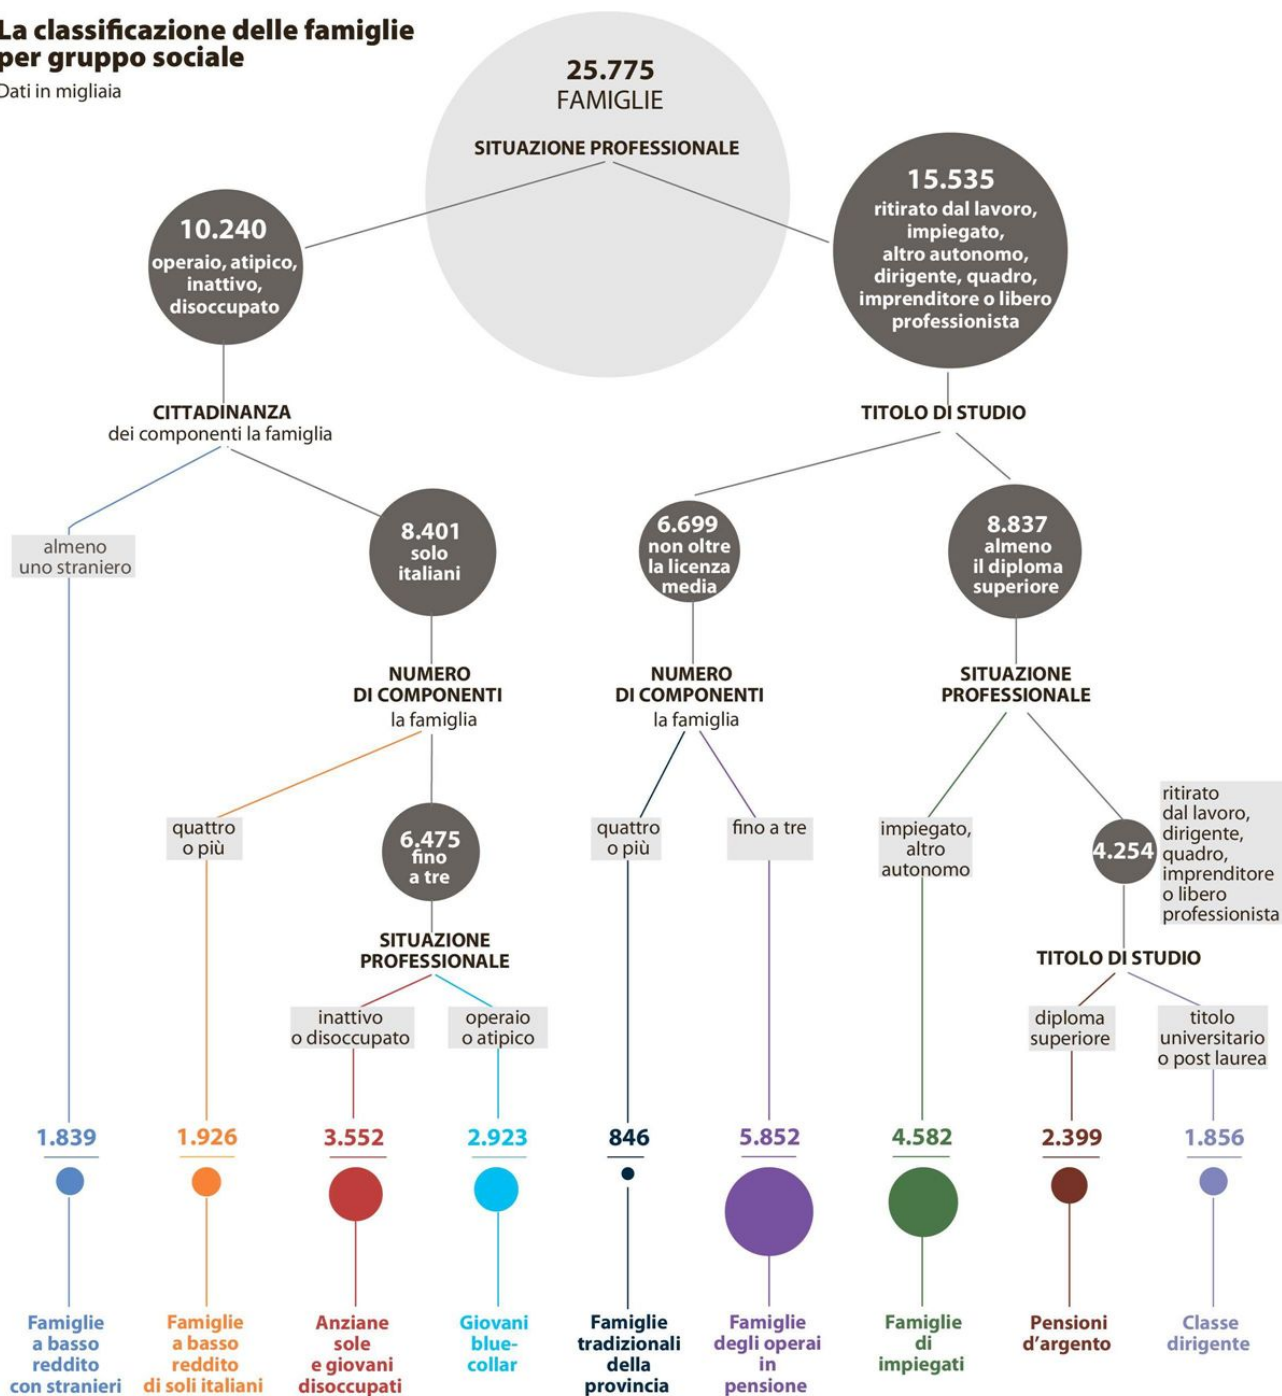 La classificazione delle famiglie
per gruppo sociale
Dati in migliaia
25.775
FAMIGLIE
SITUAZIONE PROFESSIONALE
10.240
operaio, atipico,
inattivo,
disoccupato
15.535
ritirato dal lavoro,
impiegato,
altro autonomo,
dirigente, quadro,
imprenditore o libero
professionista
CITTADINANZA
dei componenti la famiglia
TITOLO DI STUDIO
almeno
uno straniero
8.401
solo
italiani
6.699
non oltre
la licenza
media
8.837
almeno
il diploma
superiore
NUMERO
DI COMPONENTI
la famiglia
NUMERO
DI COMPONENTI
la famiglia
SITUAZIONE
PROFESSIONALE
quattro
o più
6.475
fino
a tre
quattro
o più
fino a tre
impiegato,
altro
autonomo
4.254
ritirato
dal lavoro,
dirigente,
quadro,
imprenditore
o libero
professionista
SITUAZIONE
PROFESSIONALE
TITOLO DI STUDIO
inattivo
o disoccupato
operaio
o atipico
diploma
superiore
titolo
universitario
o post laurea
1.839
1.926
3.552
2.923
846
5.852
4.582
2.399
1.856
Famiglie
a basso
reddito
con stranieri
Famiglie
a basso
reddito
di soli italiani
Anziane
sole
e giovani
disoccupati
Giovani
blue-
collar
Famiglie
tradizionali
della
provincia
Famiglie
degli operai
in
pensione
Famiglie
di
impiegati
Pensioni
d'argento
Classe
dirigente